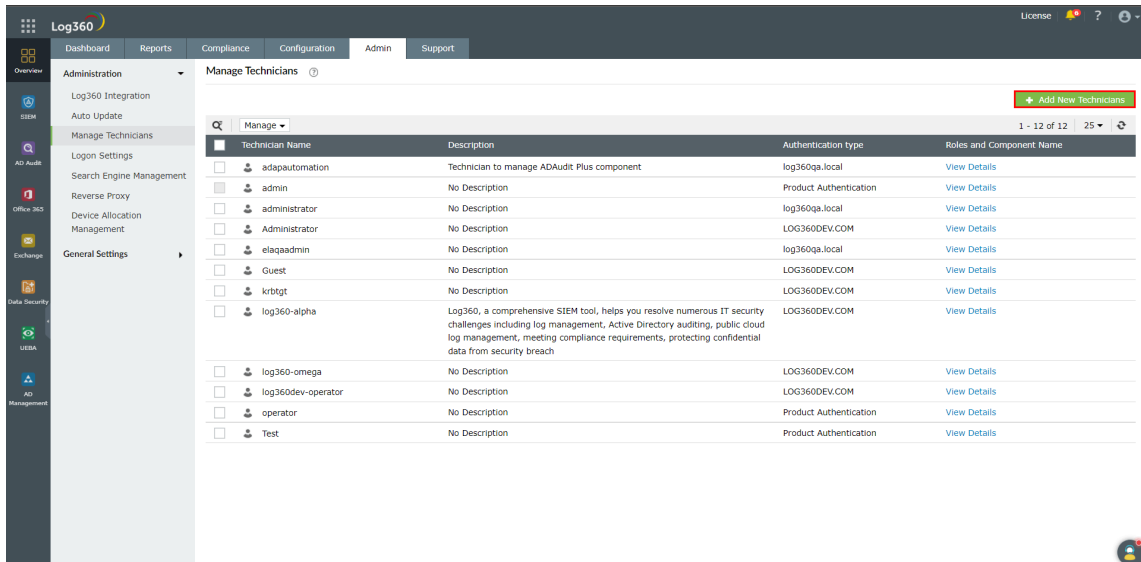 License 6 ?
Log360
Dashboard Reports Compliance Configuration Admin Support
Overview
SIEM
AD Audit
Office 365
Exchange
Data Security
UEBA
AD
Management
Administration
Log360 Integration
Auto Update
Manage Technicians
Logon Settings
Search Engine Management
Reverse Proxy
Device Allocation
Management
General Settings
Manage Technicians ?
+ Add New Technicians
Manage 1 - 12 of 12 25
Technician Name Description Authentication type Roles and Component Name
adapautomation Technician to manage ADAudit Plus component log360qa.local View Details
admin No Description Product Authentication View Details
administrator No Description log360qa.local View Details
Administrator No Description LOG360DEV.COM View Details
elaqaadmin No Description log360qa.local View Details
Guest No Description LOG360DEV.COM View Details
krbtgt No Description LOG360DEV.COM View Details
log360-alpha Log360, a comprehensive SIEM tool, helps you resolve numerous IT security LOG360DEV.COM View Details
challenges including log management, Active Directory auditing, public cloud
log management, meeting compliance requirements, protecting confidential
data from security breach
log360-omega No Description LOG360DEV.COM View Details
log360dev-operator No Description LOG360DEV.COM View Details
operator No Description Product Authentication View Details
Test No Description Product Authentication View Details